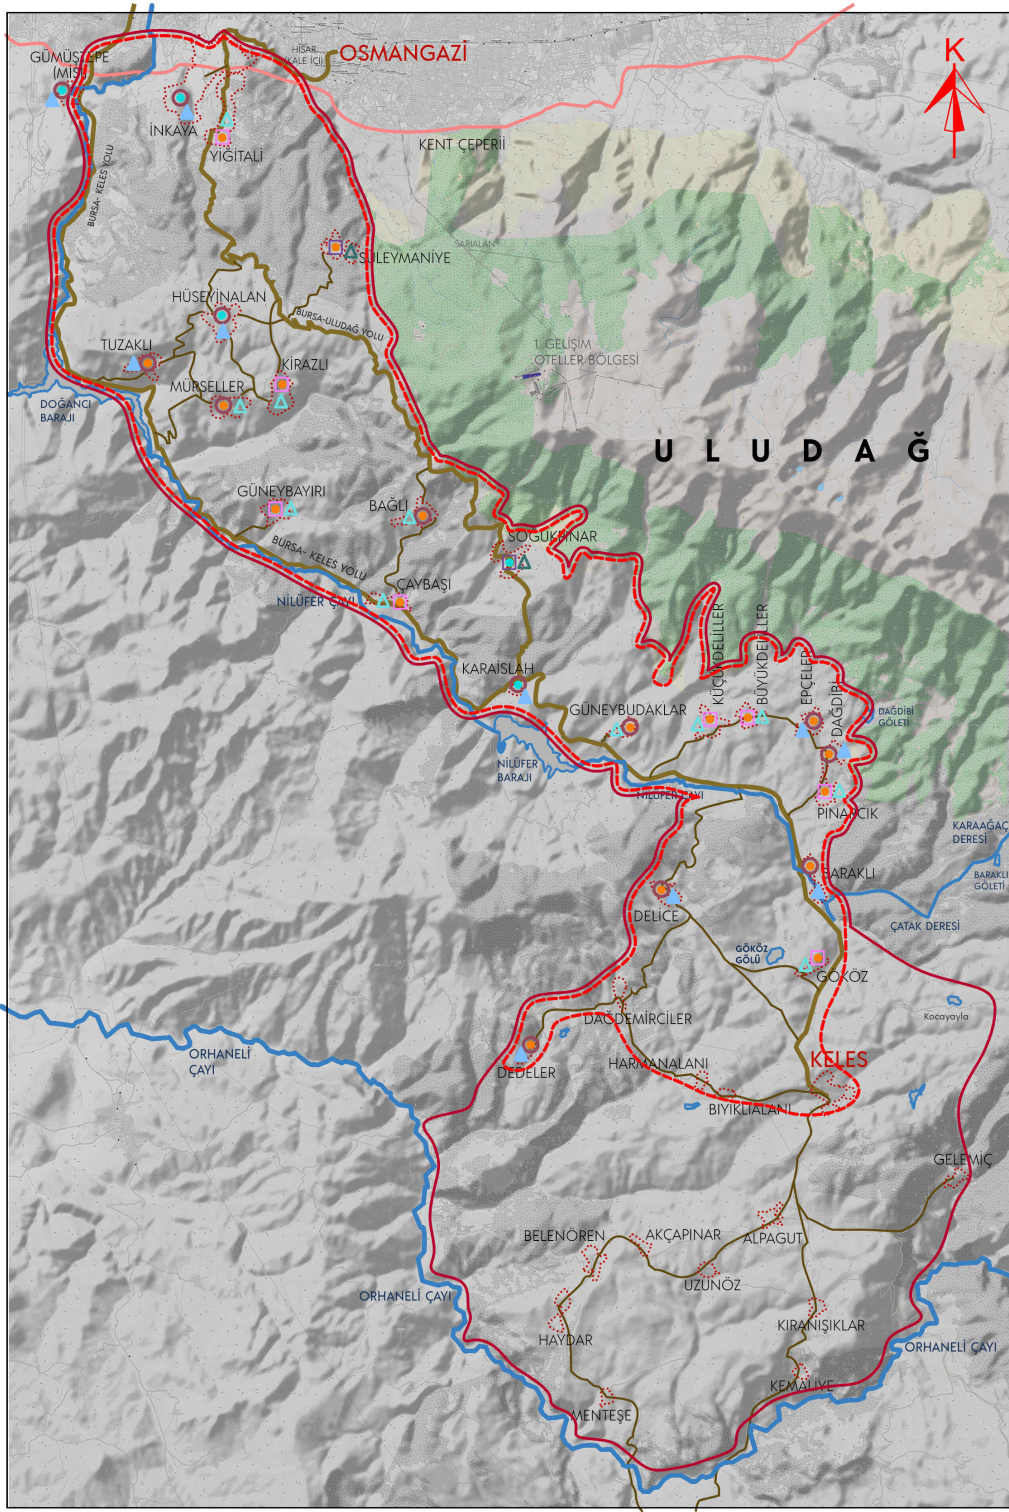 K
HİSAR
(KALE İÇİ)
OSMANGAZİ
GÜMÜŞTEPE
(MİSİ)
İNKAYA
YİĞİTALİ
KENT ÇEPERİİ
BURSA- KELES YOLU
SARIALAN
SÜLEYMANİYE
HÜSEYİNALAN
BURSA-ULUDAĞ YOLU
TUZAKLI
KİRAZLI
1. GELİŞİM
OTELLER BÖLGESİ
MÜRSELLER
DOĞANCI
BARAJI
ULUDAĞ
GÜNEYBAYIRI
BAĞLI
SOĞUKPINAR
BURSA- KELES YOLU
ÇAYBAŞI
NİLÜFER ÇAYI
KARAİSLAH
KÜÇÜKDELİLLER
BÜYÜKDELİLLER
EPÇELER
DAĞDİBİ
GÜNEYBUDAKLAR
DAĞDİBİ
GÖLETİ
NİLÜFER
BARAJI
NİLÜFER ÇAYI
PINARCIK
KARAAĞAÇ
DERESİ
BARAKLI
BARAKLI
GÖLETİ
DELİCE
ÇATAK DERESİ
GÖKÖZ
GÖLÜ
GÖKÖZ
DAĞDEMİRCİLER
Kocayayla
ORHANELİ
ÇAYI
HARMANALANI
KELES
DEDELER
BIYIKLIALANI
GELEMİÇ
BELENÖREN
AKÇAPINAR
ALPAGUT
UZUNÖZ
ORHANELİ ÇAYI
HAYDAR
KIRANIŞIKLAR
ORHANELİ ÇAYI
KEMALİYE
MENTEŞE